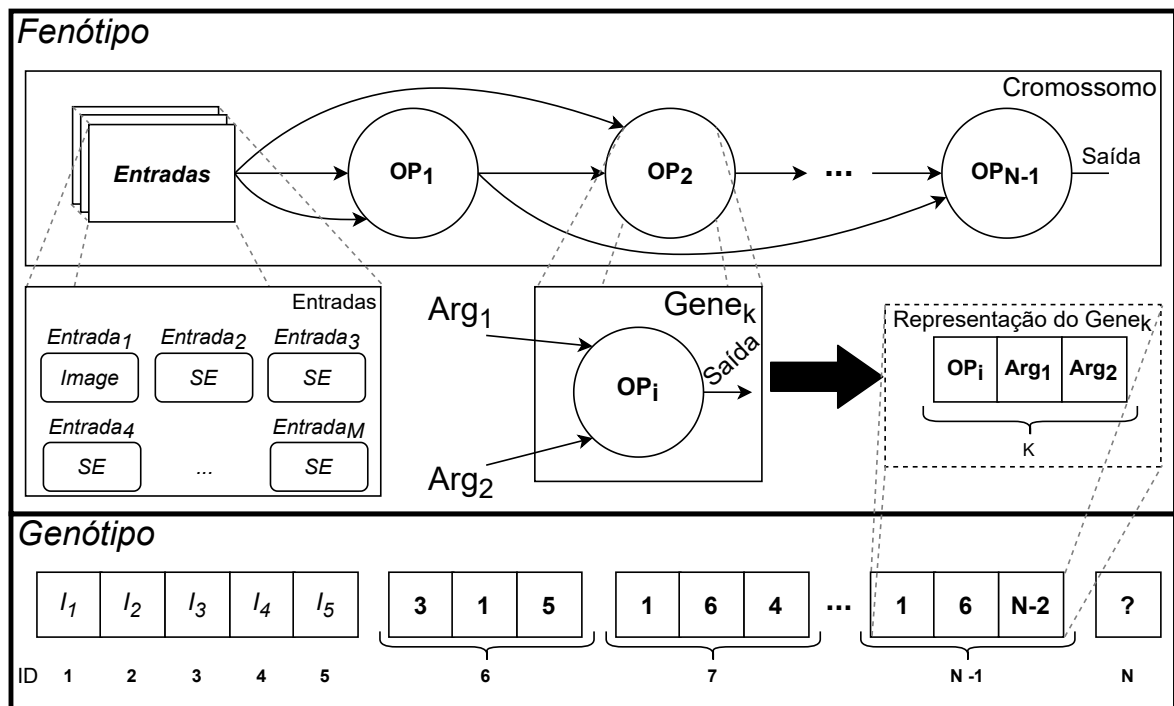 Fenótipo
Cromossomo
Entradas
OP1
OP2
...
OPN-1
Saída
Entradas
Entrada1 Entrada2 Entrada3
Image SE SE
Entrada4 EntradaM
SE ... SE
Arg1
Arg2
Genek
OPi
Saída
Representação do Genek
OPi Arg1 Arg2
K
Genótipo
I1 I2 I3 I4 I5 3 1 5 1 6 4 ... 1 6 N-2 ?
ID 1 2 3 4 5 6 7 N -1 N